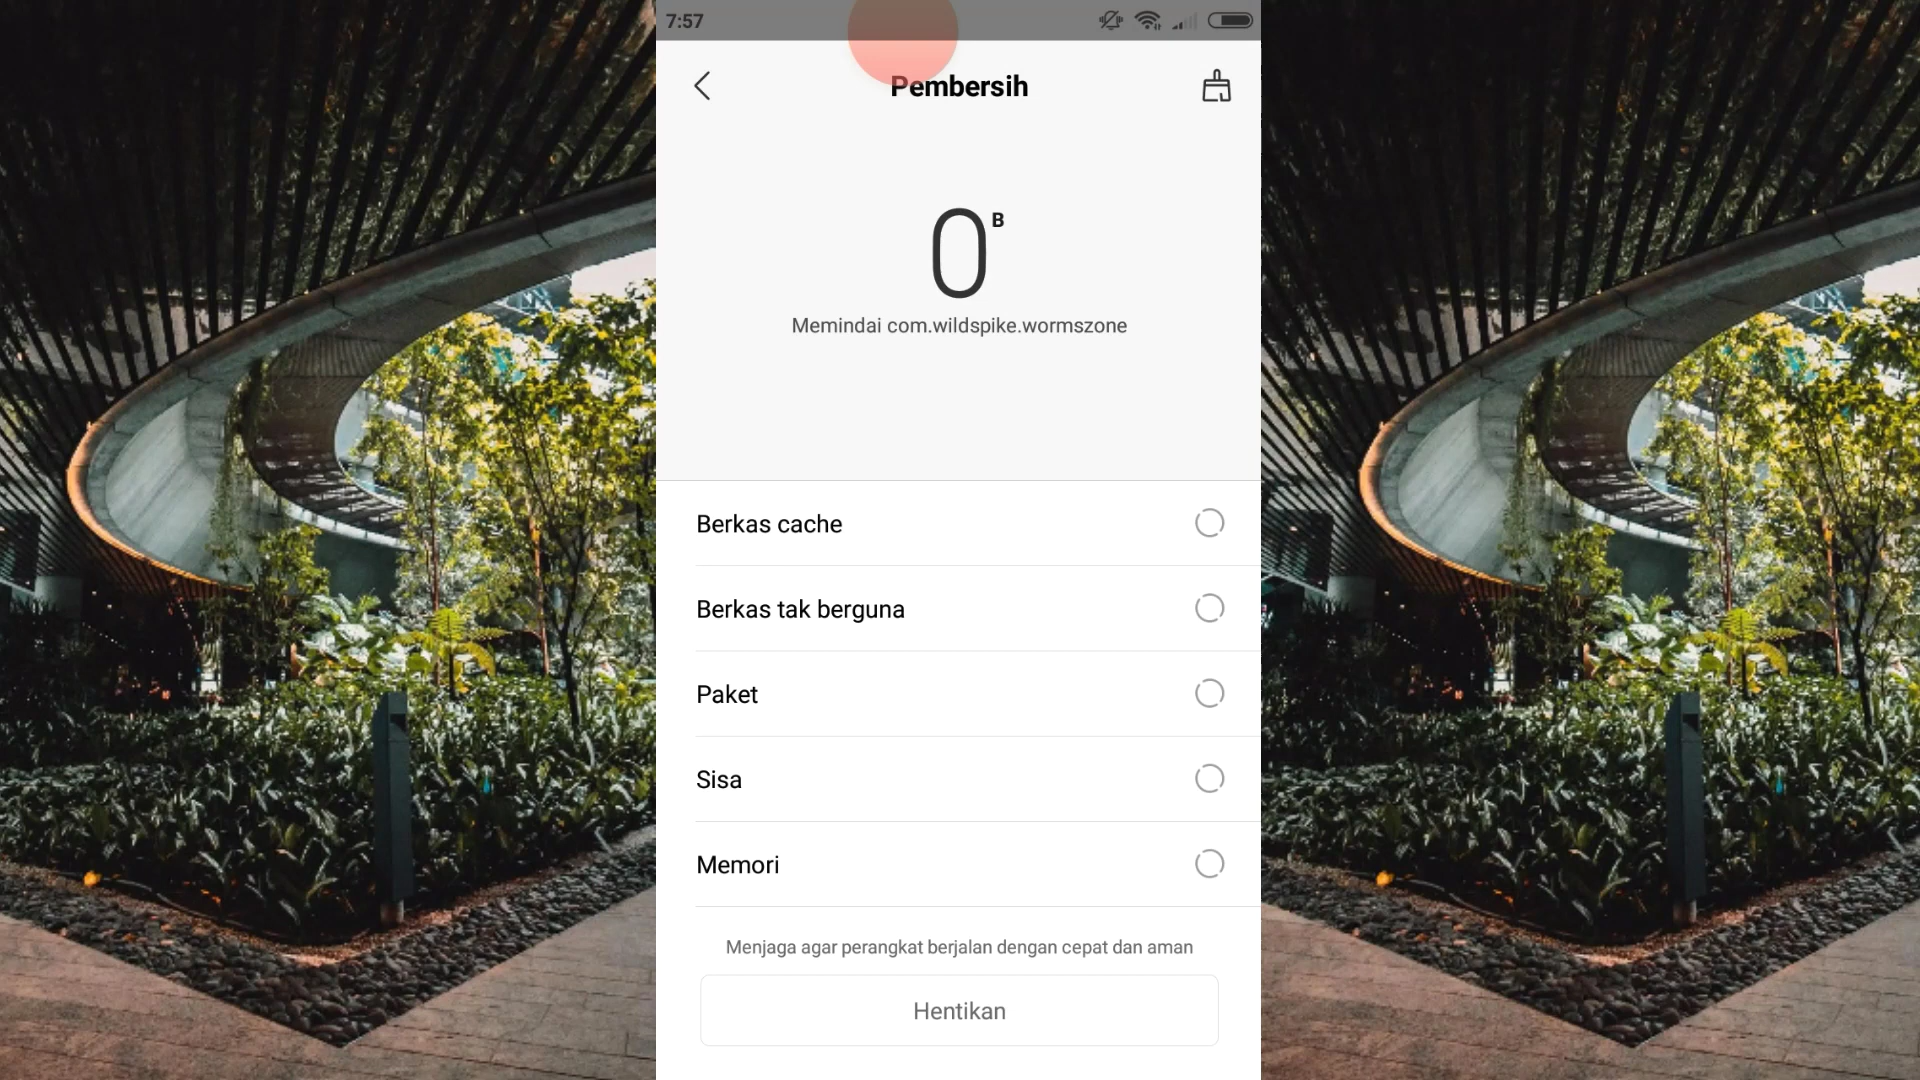 7:57
Pembersih
0 B
Memindai com.wildspike.wormszone
Berkas cache
Berkas tak berguna
Paket
Sisa
Memori
Menjaga agar perangkat berjalan dengan cepat dan aman
Hentikan